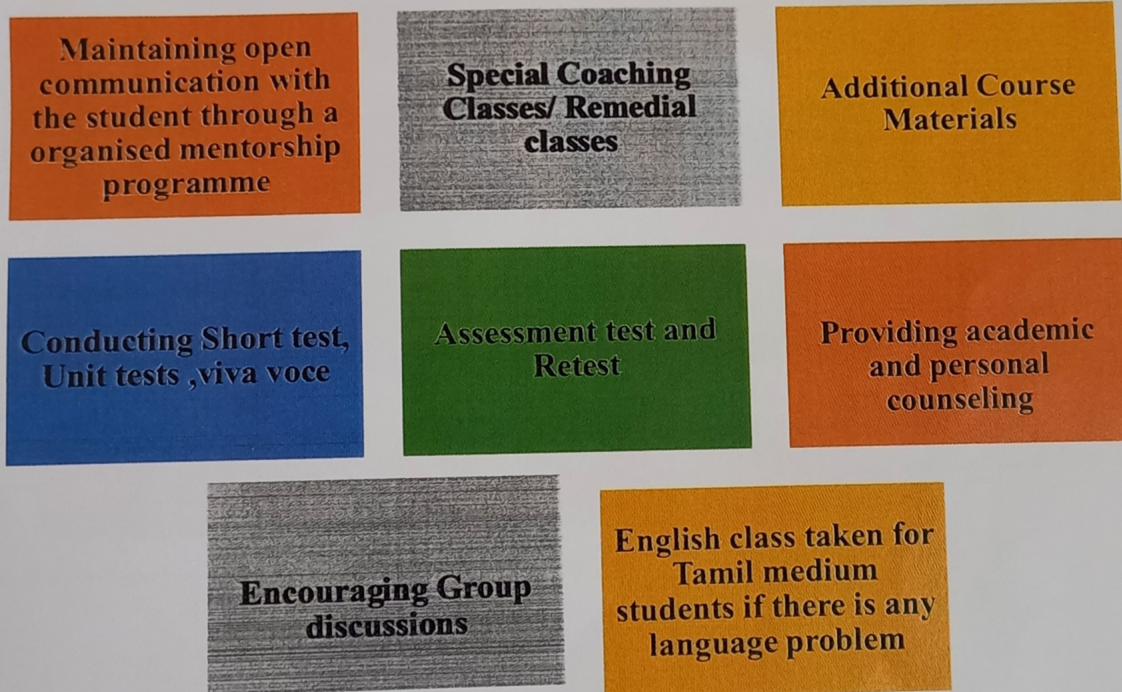 Maintaining open
communication with
the student through a
organised mentorship
programme
Special Coaching
Classes/ Remedial
classes
Additional Course
Materials
Conducting Short test,
Unit tests ,viva voce
Assessment test and
Retest
Providing academic
and personal
counseling
Encouraging Group
discussions
English class taken for
Tamil medium
students if there is any
language problem